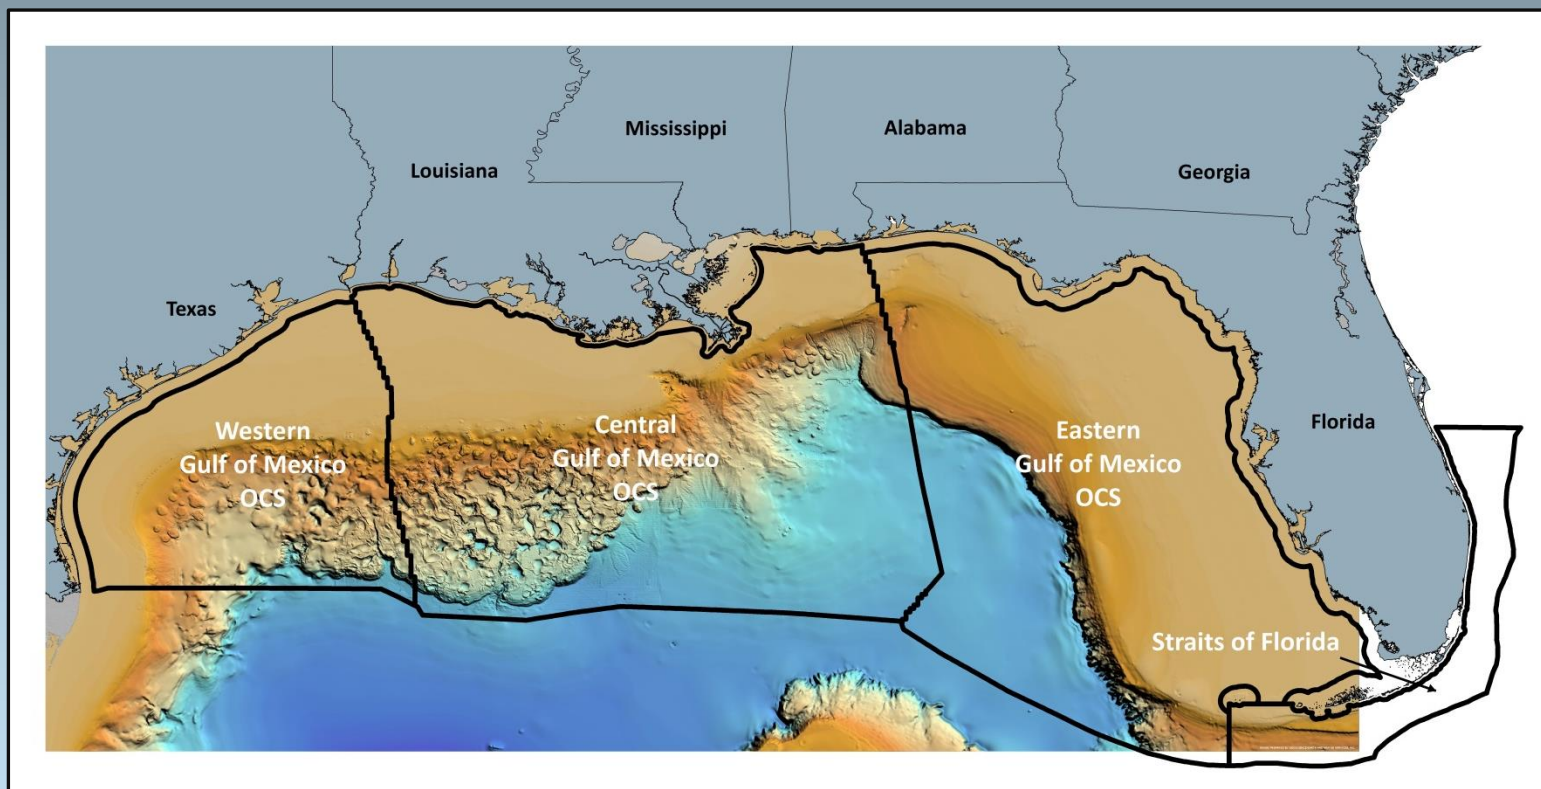 Mississippi
Alabama
Louisiana
Georgia
Texas
Florida
Western
Gulf of Mexico
OCS
Central
Gulf of Mexico
OCS
Eastern
Gulf of Mexico
OCS
Straits of Florida